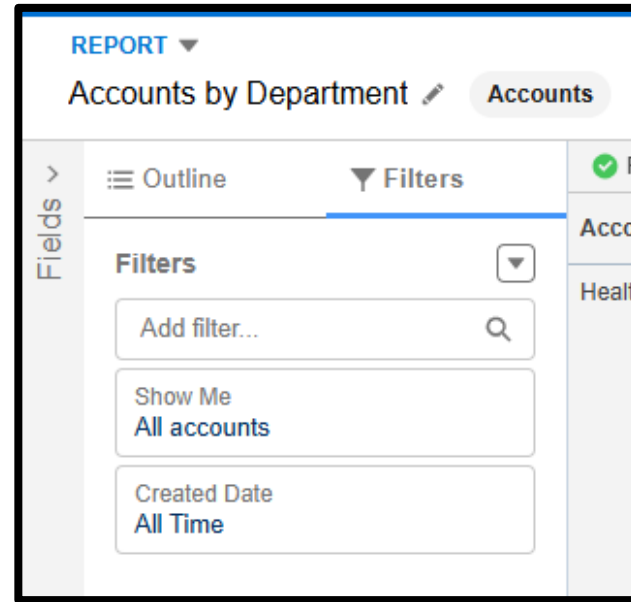 REPORT
Accounts by Department
Accounts
Fields
Outline
Filters
Filters
Add filter...
Show Me
All accounts
Created Date
All Time